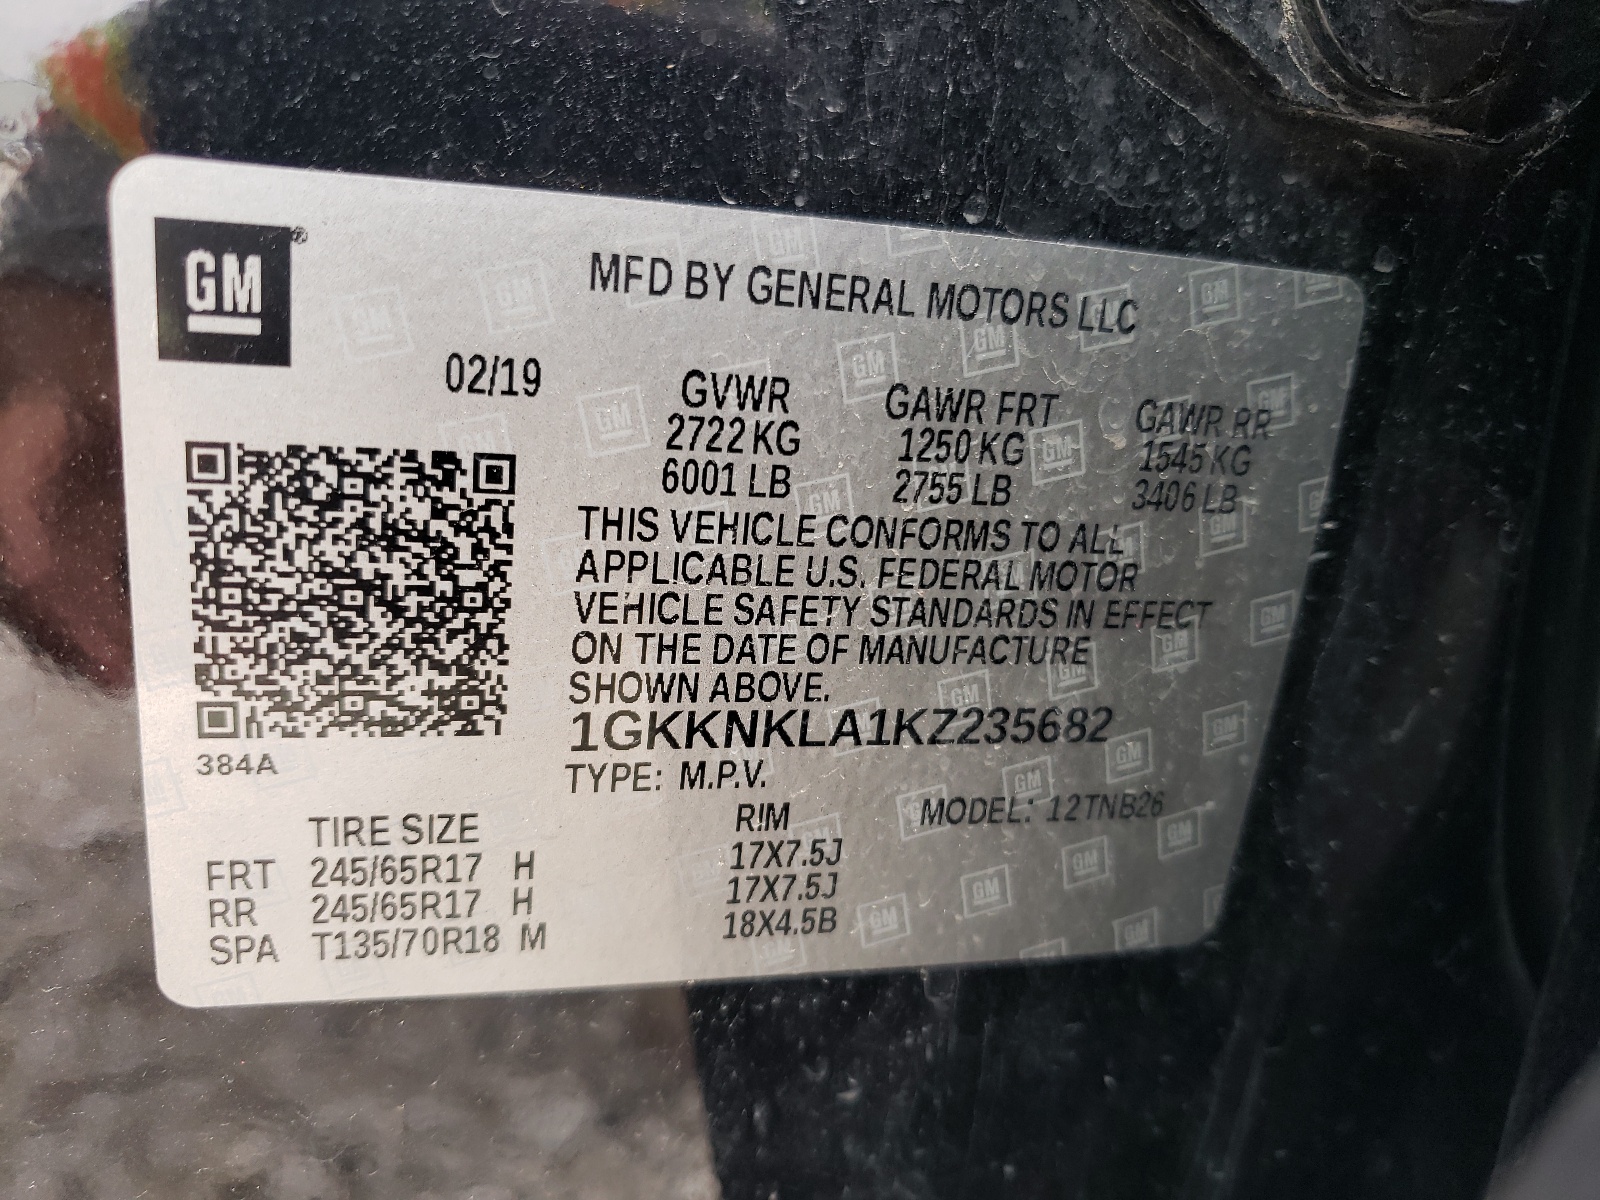 GM®
MFD BY GENERAL MOTORS LLC
02/19
GVWR GAWR FRT GAWR RR
2722 KG 1250 KG 1545 KG
6001 LB 2755 LB 3406 LB
THIS VEHICLE CONFORMS TO ALL
APPLICABLE U.S. FEDERAL MOTOR
VEHICLE SAFETY STANDARDS IN EFFECT
ON THE DATE OF MANUFACTURE
SHOWN ABOVE.
1GKKNKLA1KZ235682
384A
TYPE: M.P.V.
MODEL: 12TNB26
TIRE SIZE RIM
FRT 245/65R17 H 17X7.5J
RR 245/65R17 H 17X7.5J
SPA T135/70R18 M 18X4.5B